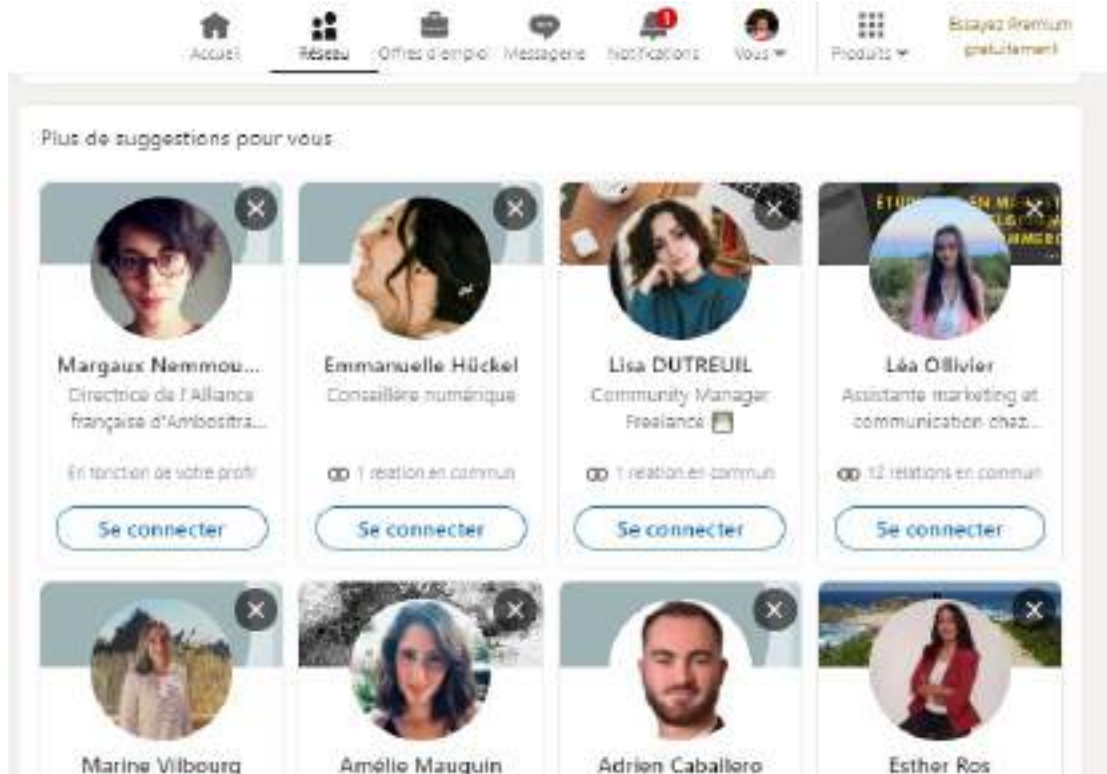 1
Accueil Réseau Offres d'emploi Messagerie Notifications Vous Produits Essayez Premium
gratuitement
Plus de suggestions pour vous
Margaux Nemmou... Emmanuelle Hückel Lisa DUTREUIL Léa Ollivier
Directrice de l'Alliance Conseillère numérique Community Manager Assistante marketing et
française d'Ambositra... Freelance communication chez...
En fonction de votre profil 1 relation en commun 1 relation en commun 12 relations en commun
Se connecter Se connecter Se connecter Se connecter
Marine Vilbourg Amélie Mauguin Adrien Caballero Esther Ros